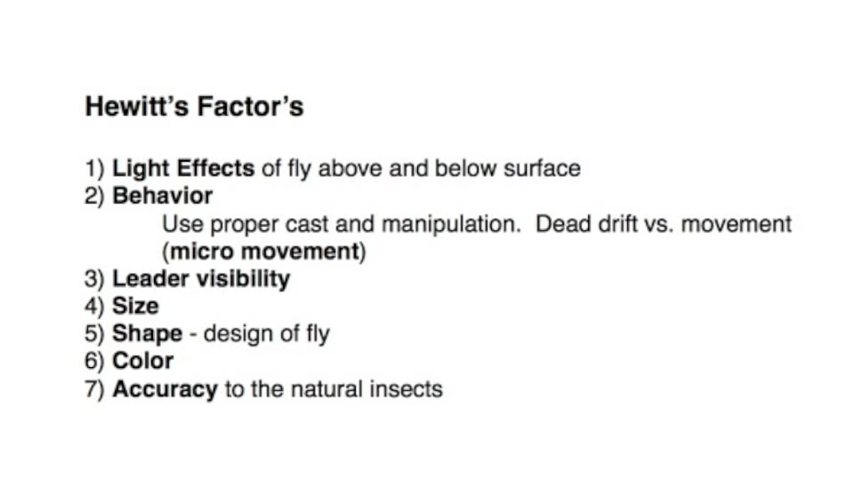 Hewitt's Factor's
1) Light Effects of fly above and below surface
2) Behavior
Use proper cast and manipulation.  Dead drift vs. movement
(micro movement)
3) Leader visibility
4) Size
5) Shape - design of fly
6) Color
7) Accuracy to the natural insects